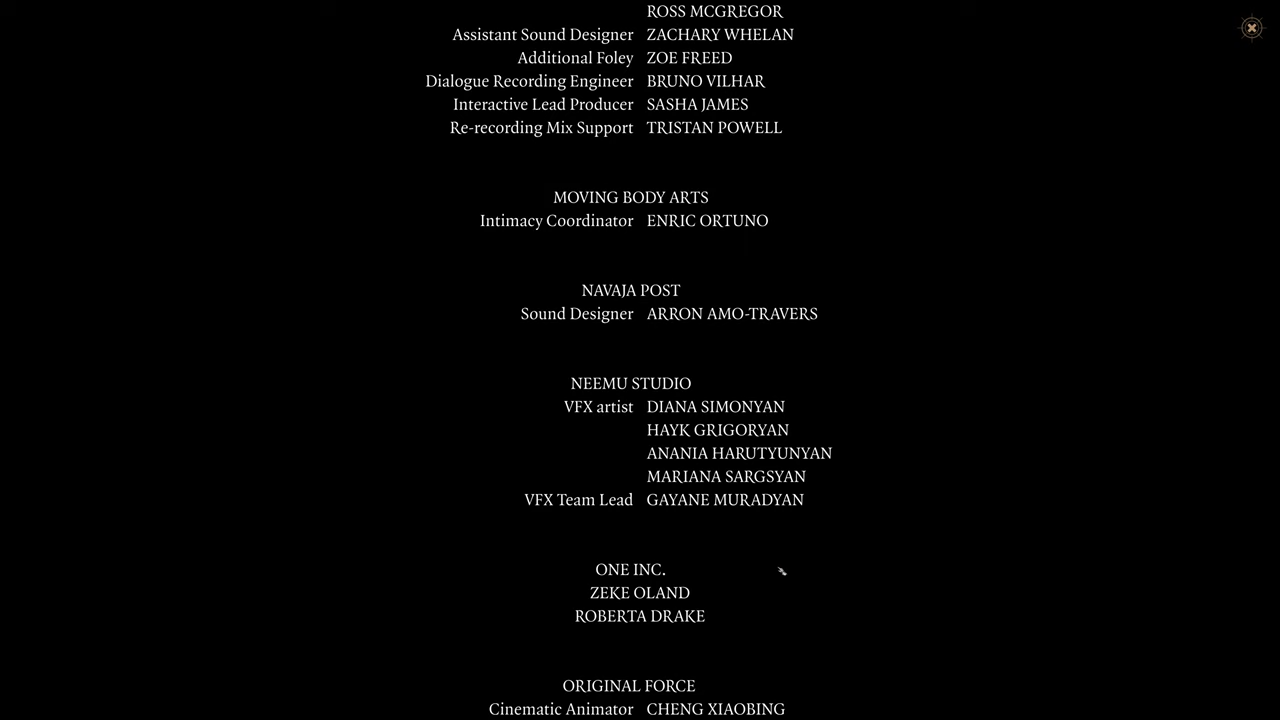 ROSS MCGREGOR
Assistant Sound Designer ZACHARY WHELAN
Additional Foley ZOE FREED
Dialogue Recording Engineer BRUNO VILHAR
Interactive Lead Producer SASHA JAMES
Re-recording Mix Support TRISTAN POWELL
MOVING BODY ARTS
Intimacy Coordinator ENRIC ORTUNO
NAVAJA POST
Sound Designer ARRON AMO-TRAVERS
NEEMU STUDIO
VFX artist DIANA SIMONYAN
HAYK GRIGORYAN
ANANIA HARUTYUNYAN
MARIANA SARGSYAN
VFX Team Lead GAYANE MURADYAN
ONE INC.
ZEKE OLAND
ROBERTA DRAKE
ORIGINAL FORCE
Cinematic Animator CHENG XIAOBING